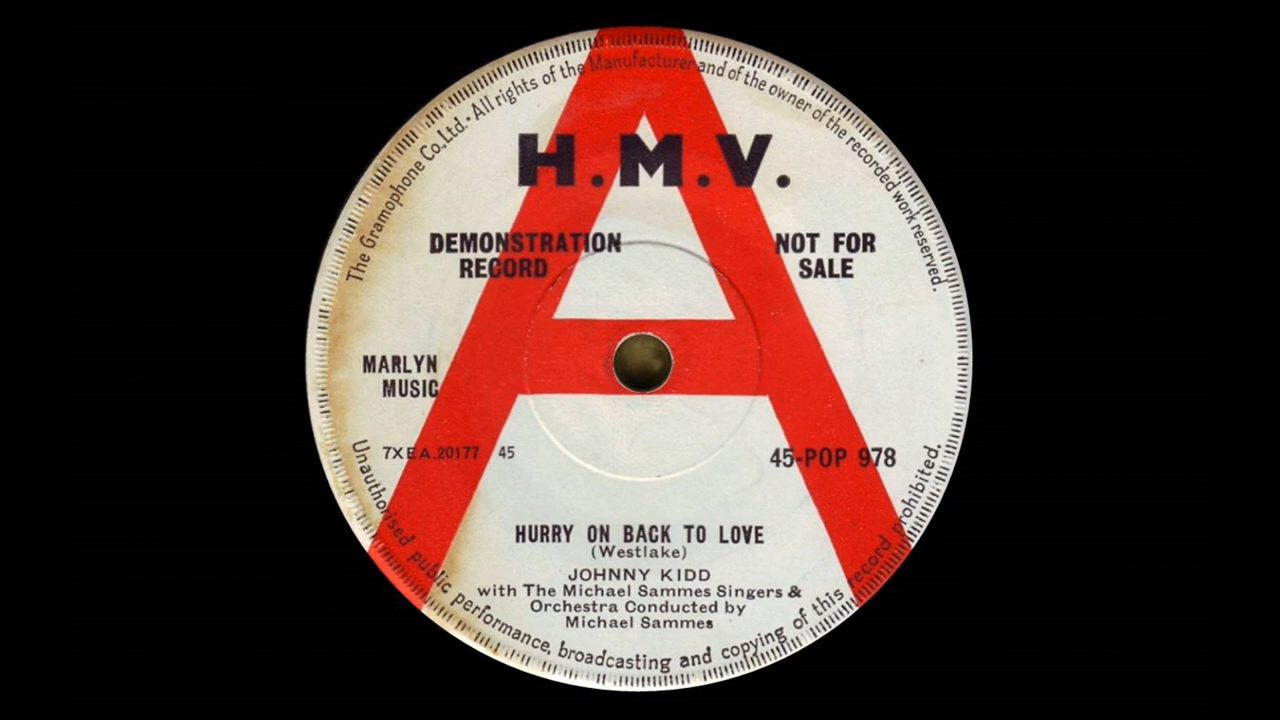 The Gramophone Co., Ltd. • All rights of the Manufacturer and of the owner of the recorded work reserved.
H.M.V.
DEMONSTRATION
RECORD
NOT FOR
SALE
MARLYN
MUSIC
7XEA.20177 45
45-POP 978
HURRY ON BACK TO LOVE
(Westlake)
JOHNNY KIDD
with The Michael Sammes Singers &
Orchestra Conducted by
Michael Sammes
Unauthorised public performance, broadcasting and copying of this record prohibited.
A